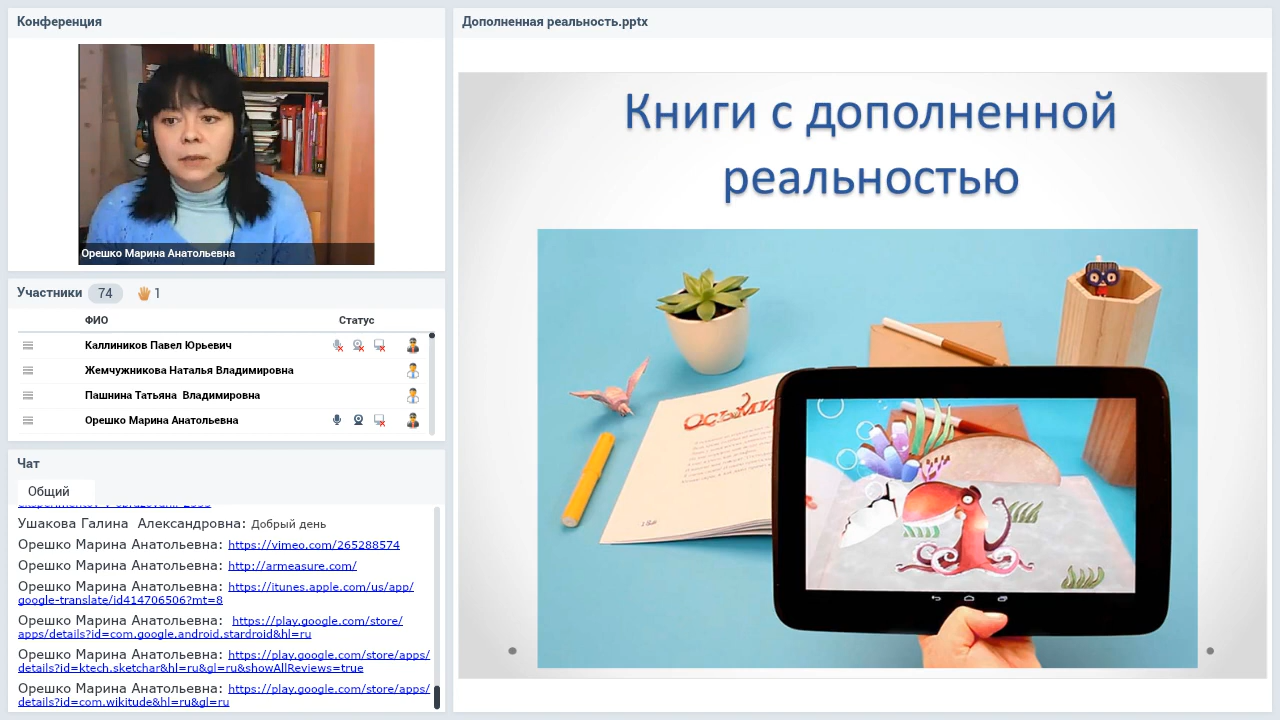 Конференция
Орешко Марина Анатольевна
Участники 74 1
ФИО Статус
Каллиников Павел Юрьевич
Жемчужникова Наталья Владимировна
Пашнина Татьяна Владимировна
Орешко Марина Анатольевна
Чат
Общий
Ушакова Галина Александровна: Добрый день
Орешко Марина Анатольевна: https://vimeo.com/265288574
Орешко Марина Анатольевна: http://armeasure.com/
Орешко Марина Анатольевна: https://itunes.apple.com/us/app/
google-translate/id414706506?mt=8
Орешко Марина Анатольевна: https://play.google.com/store/
apps/details?id=com.google.android.stardroid&hl=ru
Орешко Марина Анатольевна: https://play.google.com/store/apps/
details?id=ktech.sketchar&hl=ru&gl=ru&showAllReviews=true
Орешко Марина Анатольевна: https://play.google.com/store/apps/
details?id=com.wikitude&hl=ru&gl=ru
Дополненная реальность.pptx
Книги с дополненной
реальностью